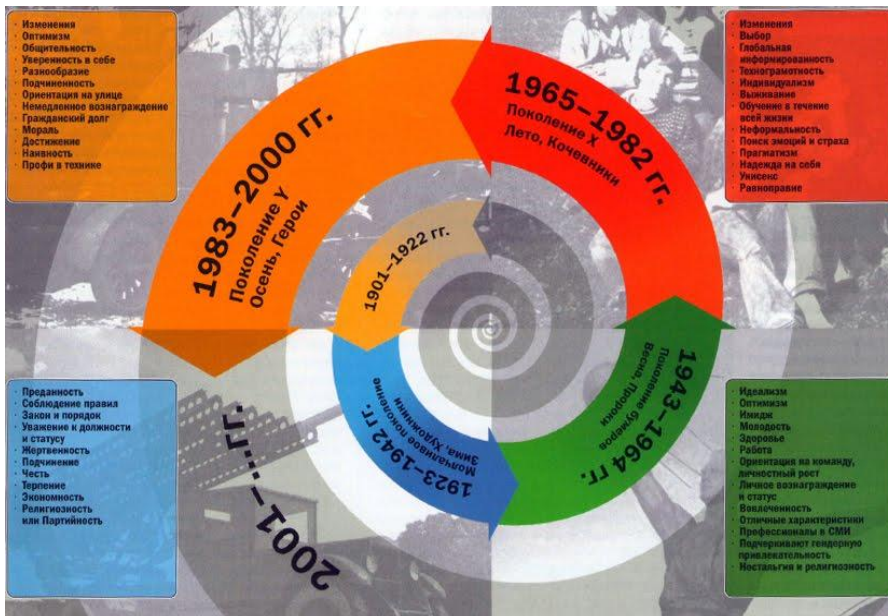 · Изменения
· Оптимизм
· Общительность
· Уверенность в себе
· Разнообразие
· Подчиненность
· Ориентация на улице
· Немедленное вознаграждение
· Гражданский долг
· Мораль
· Достижение
· Наивность
· Профи в технике
· Изменения
· Выбор
· Глобальная
информированность
· Техн​ограмотность
· Индивидуализм
· Выживание
· Обучение в течение
всей жизни
· Неформальность
· Поиск эмоций и страха
· Прагматизм
· Надежда на себя
· Унисекс
· Равноправие
1983–2000 гг.
Поколение Y
Осень, Герои
1965–1982 гг.
Поколение X
Лето, Кочевники
1901–1922 гг.
1923–1942 гг.
Молчаливое поколение
Зима, Художники
1943–1964 гг.
Поколение бумеров
Весна, Пророки
2001–...гг.
· Преданность
· Соблюдение правил
· Закон и порядок
· Уважение к должности
и статусу
· Жертвенность
· Подчинение
· Честь
· Терпение
· Экономность
· Религиозность
или Партийность
· Идеализм
· Оптимизм
· Имидж
· Молодость
· Здоровье
· Работа
· Ориентация на команду,
личностный рост
· Личное вознаграждение
и статус
· Вовлеченность
· Отличные характеристики
· Профессионалы в СМИ
· Подчеркивают гендерную
привлекательность
· Ностальгия и религиозность